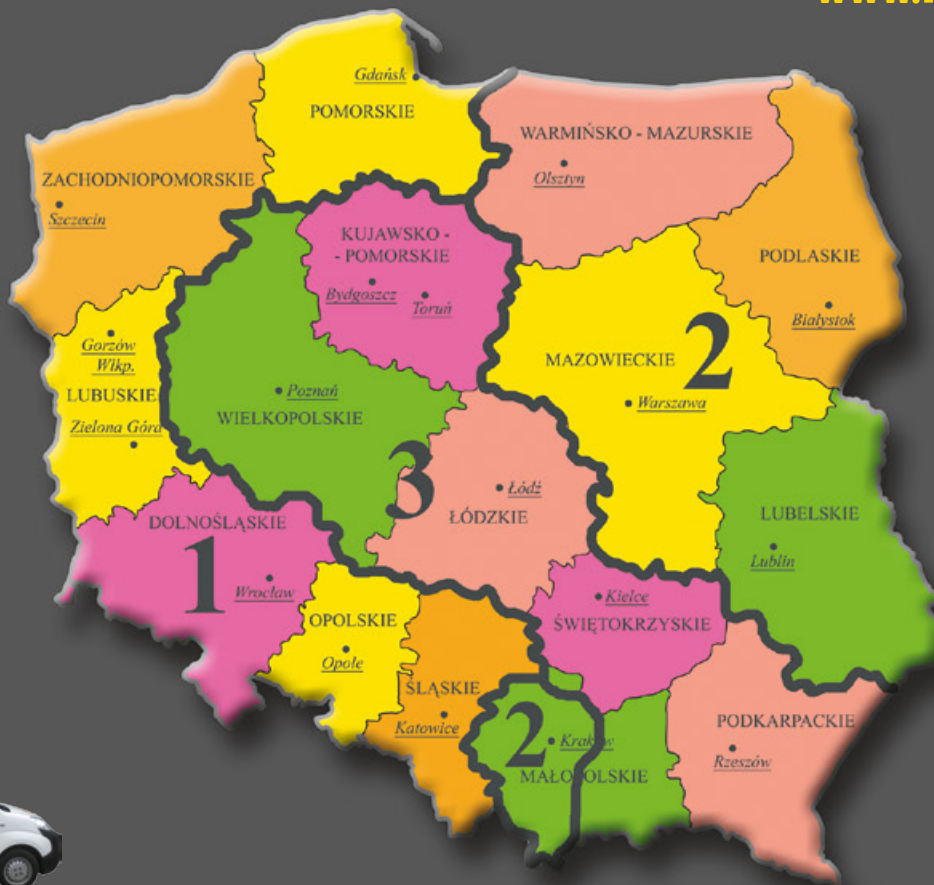 Gdańsk
POMORSKIE
WARMIŃSKO - MAZURSKIE
Olsztyn
ZACHODNIOPOMORSKIE
Szczecin
KUJAWSKO -
- POMORSKIE
Bydgoszcz
Toruń
PODLASKIE
Białystok
Gorzów
Wlkp.
LUBUSKIE
Zielona Góra
Poznań
WIELKOPOLSKIE
MAZOWIECKIE
2
Warszawa
3
Łódź
ŁÓDZKIE
LUBELSKIE
Lublin
DOLNOŚLĄSKIE
1
Wrocław
OPOLSKIE
Opole
Kielce
ŚWIĘTOKRZYSKIE
ŚLĄSKIE
Katowice
2
Kraków
MAŁOPOLSKIE
PODKARPACKIE
Rzeszów